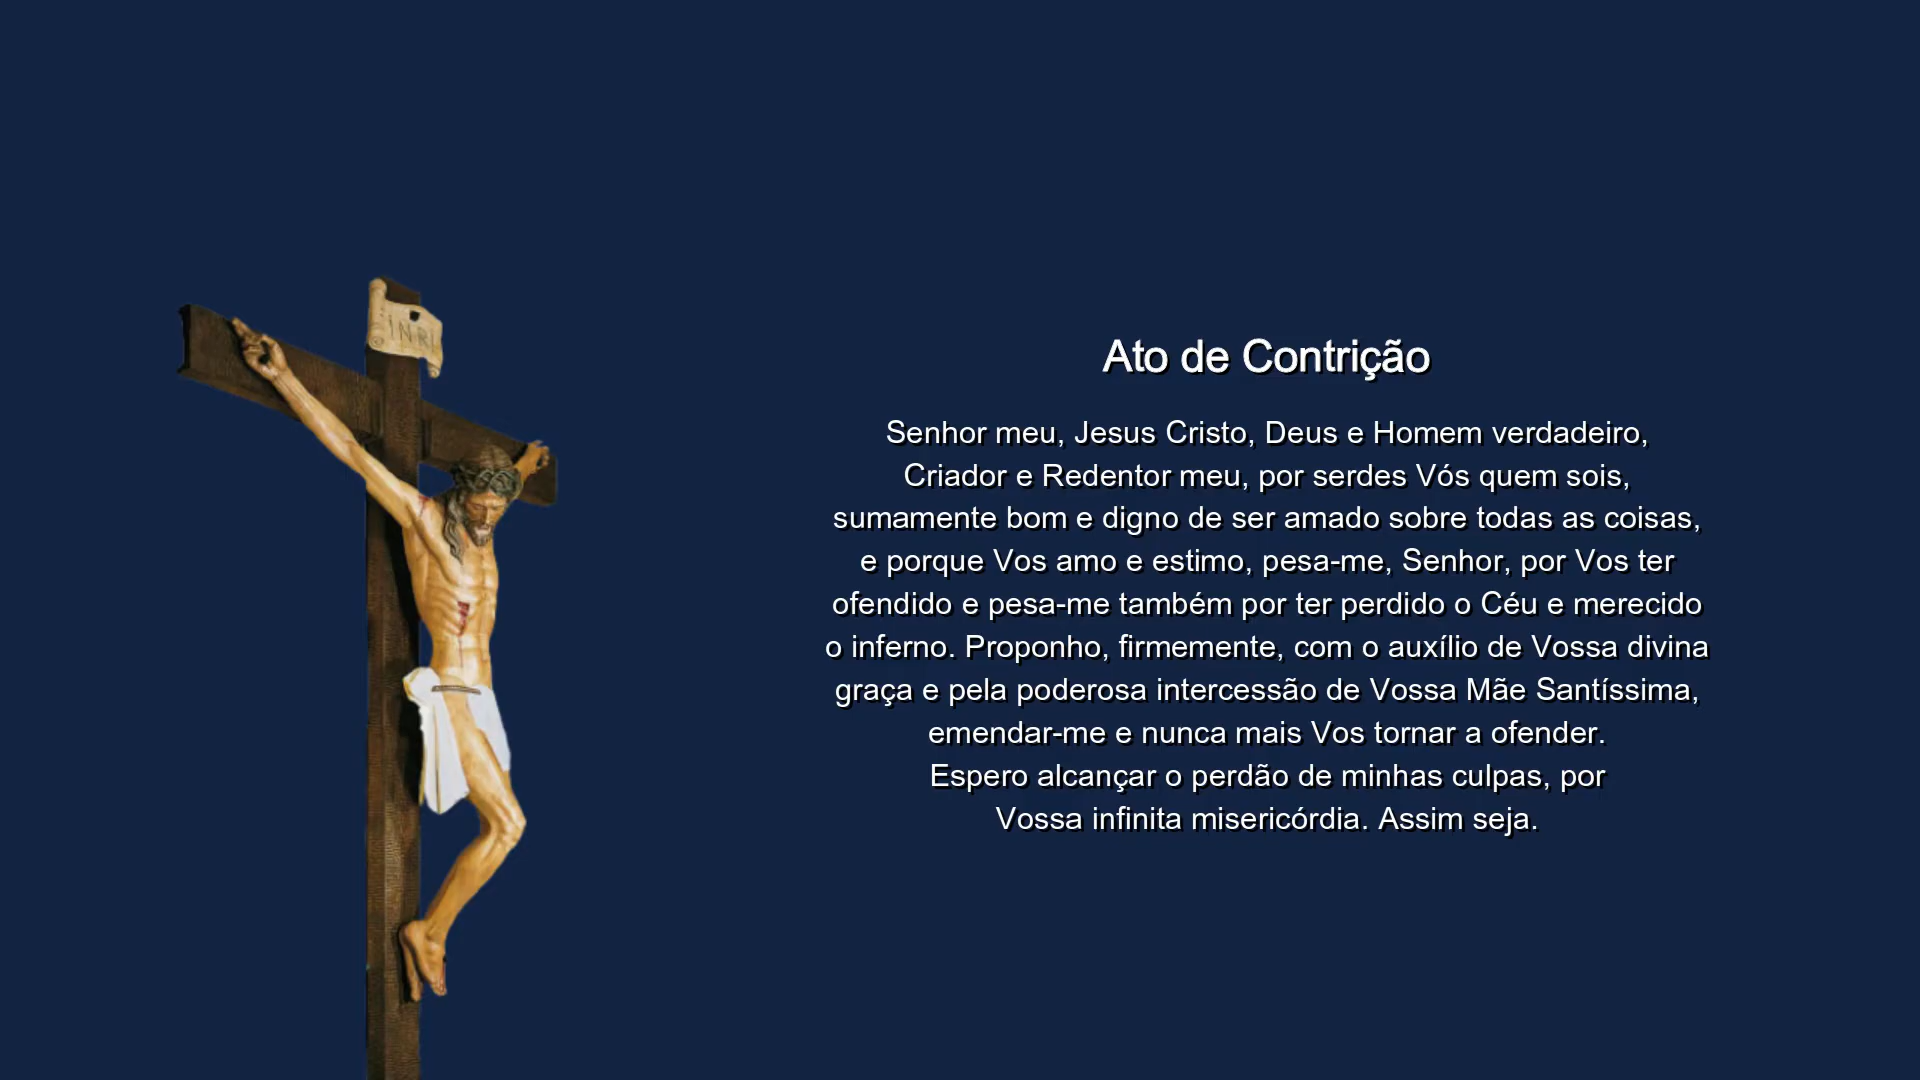 INRI
Ato de Contrição
Senhor meu, Jesus Cristo, Deus e Homem verdadeiro,
Criador e Redentor meu, por serdes Vós quem sois,
sumamente bom e digno de ser amado sobre todas as coisas,
e porque Vos amo e estimo, pesa-me, Senhor, por Vos ter
ofendido e pesa-me também por ter perdido o Céu e merecido
o inferno. Proponho, firmemente, com o auxílio de Vossa divina
graça e pela poderosa intercessão de Vossa Mãe Santíssima,
emendar-me e nunca mais Vos tornar a ofender.
Espero alcançar o perdão de minhas culpas, por
Vossa infinita misericórdia. Assim seja.